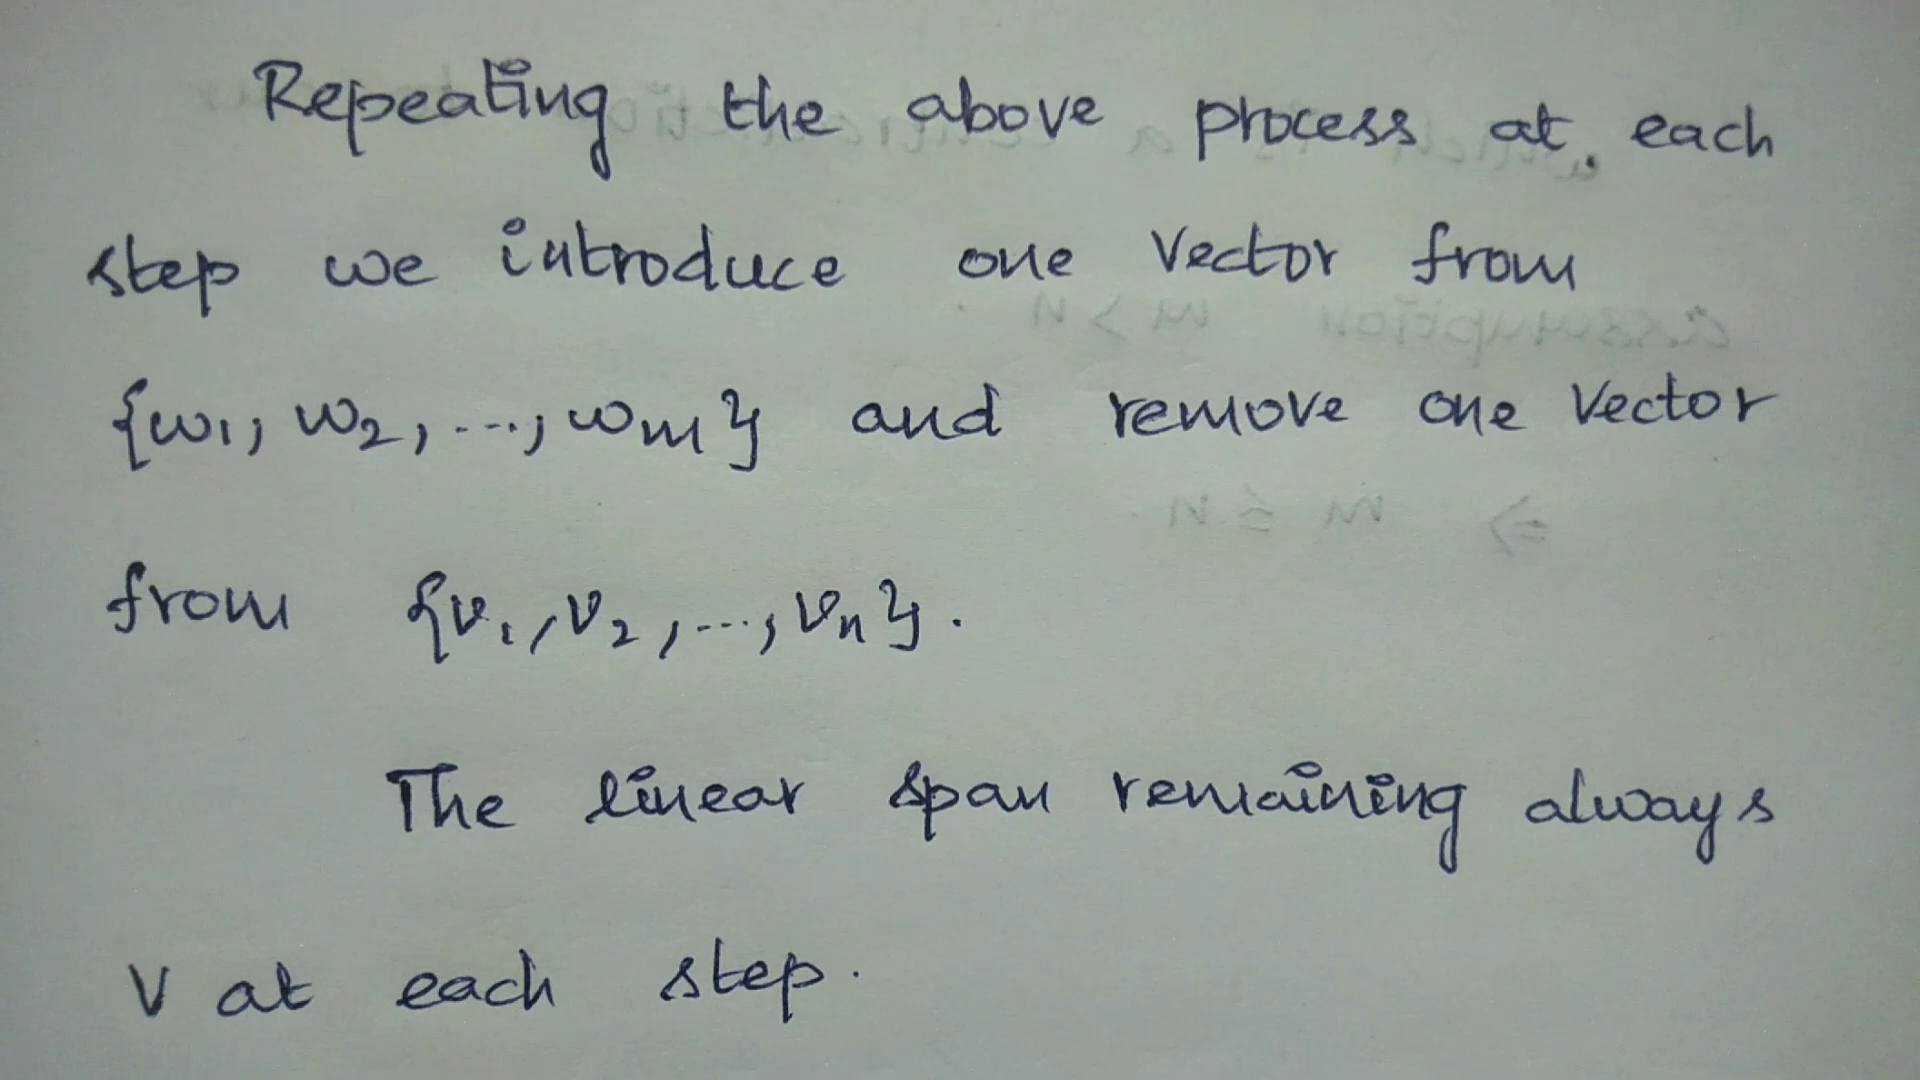 Repeating the above process at each
step we introduce one vector from
{w₁, w₂, ..., wm} and remove one vector
from {v₁, v₂, ..., vn}.
The linear span remaining always
V at each step.